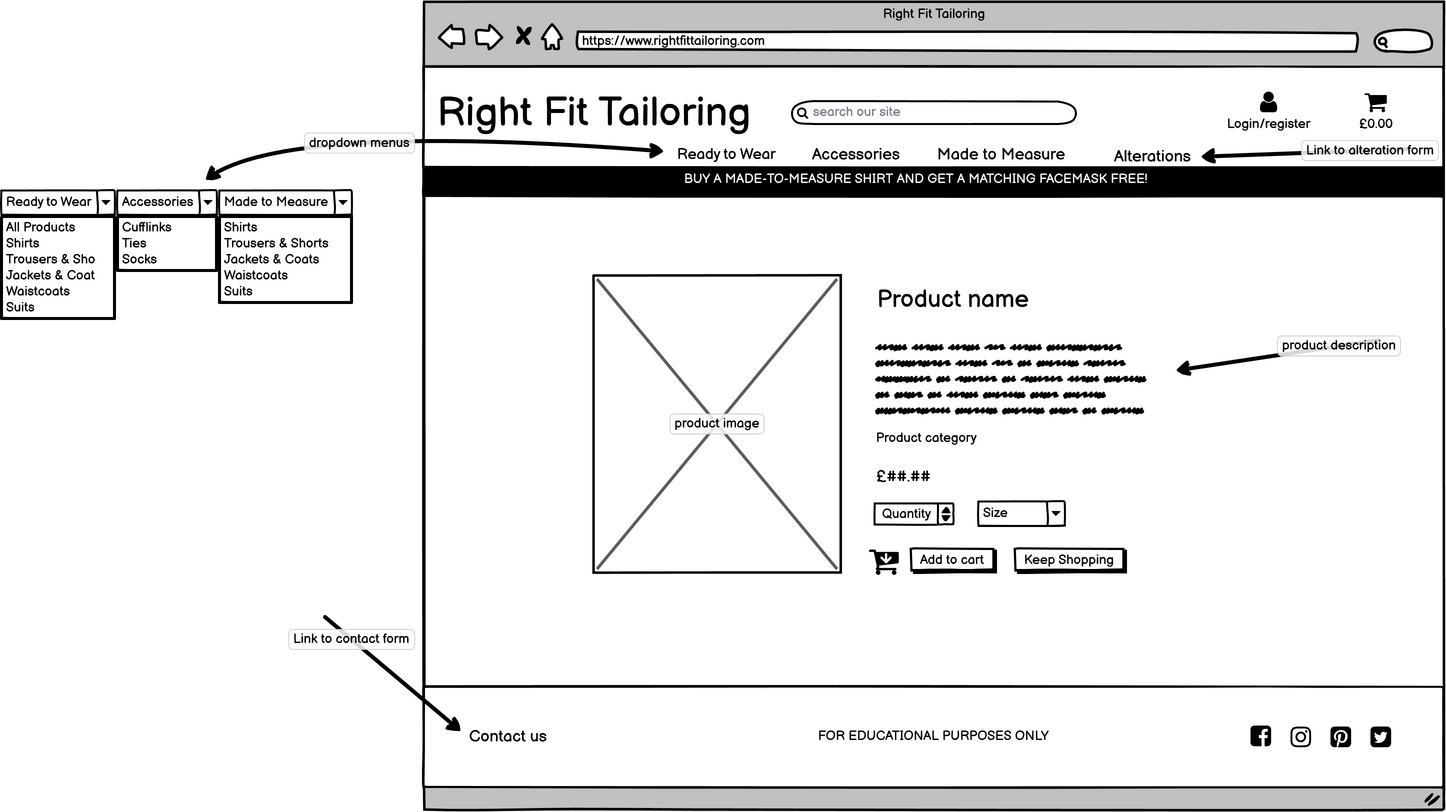 Right Fit Tailoring
https://www.rightfittailoring.com
Right Fit Tailoring
search our site
Login/register
£0.00
dropdown menus
Ready to Wear
Accessories
Made to Measure
Alterations
Link to alteration form
BUY A MADE-TO-MEASURE SHIRT AND GET A MATCHING FACEMASK FREE!
Ready to Wear
All Products
Shirts
Trousers & Sho
Jackets & Coat
Waistcoats
Suits
Accessories
Cufflinks
Ties
Socks
Made to Measure
Shirts
Trousers & Shorts
Jackets & Coats
Waistcoats
Suits
product image
Product name
product description
Product category
£##.##
Quantity
Size
Add to cart
Keep Shopping
Link to contact form
Contact us
FOR EDUCATIONAL PURPOSES ONLY